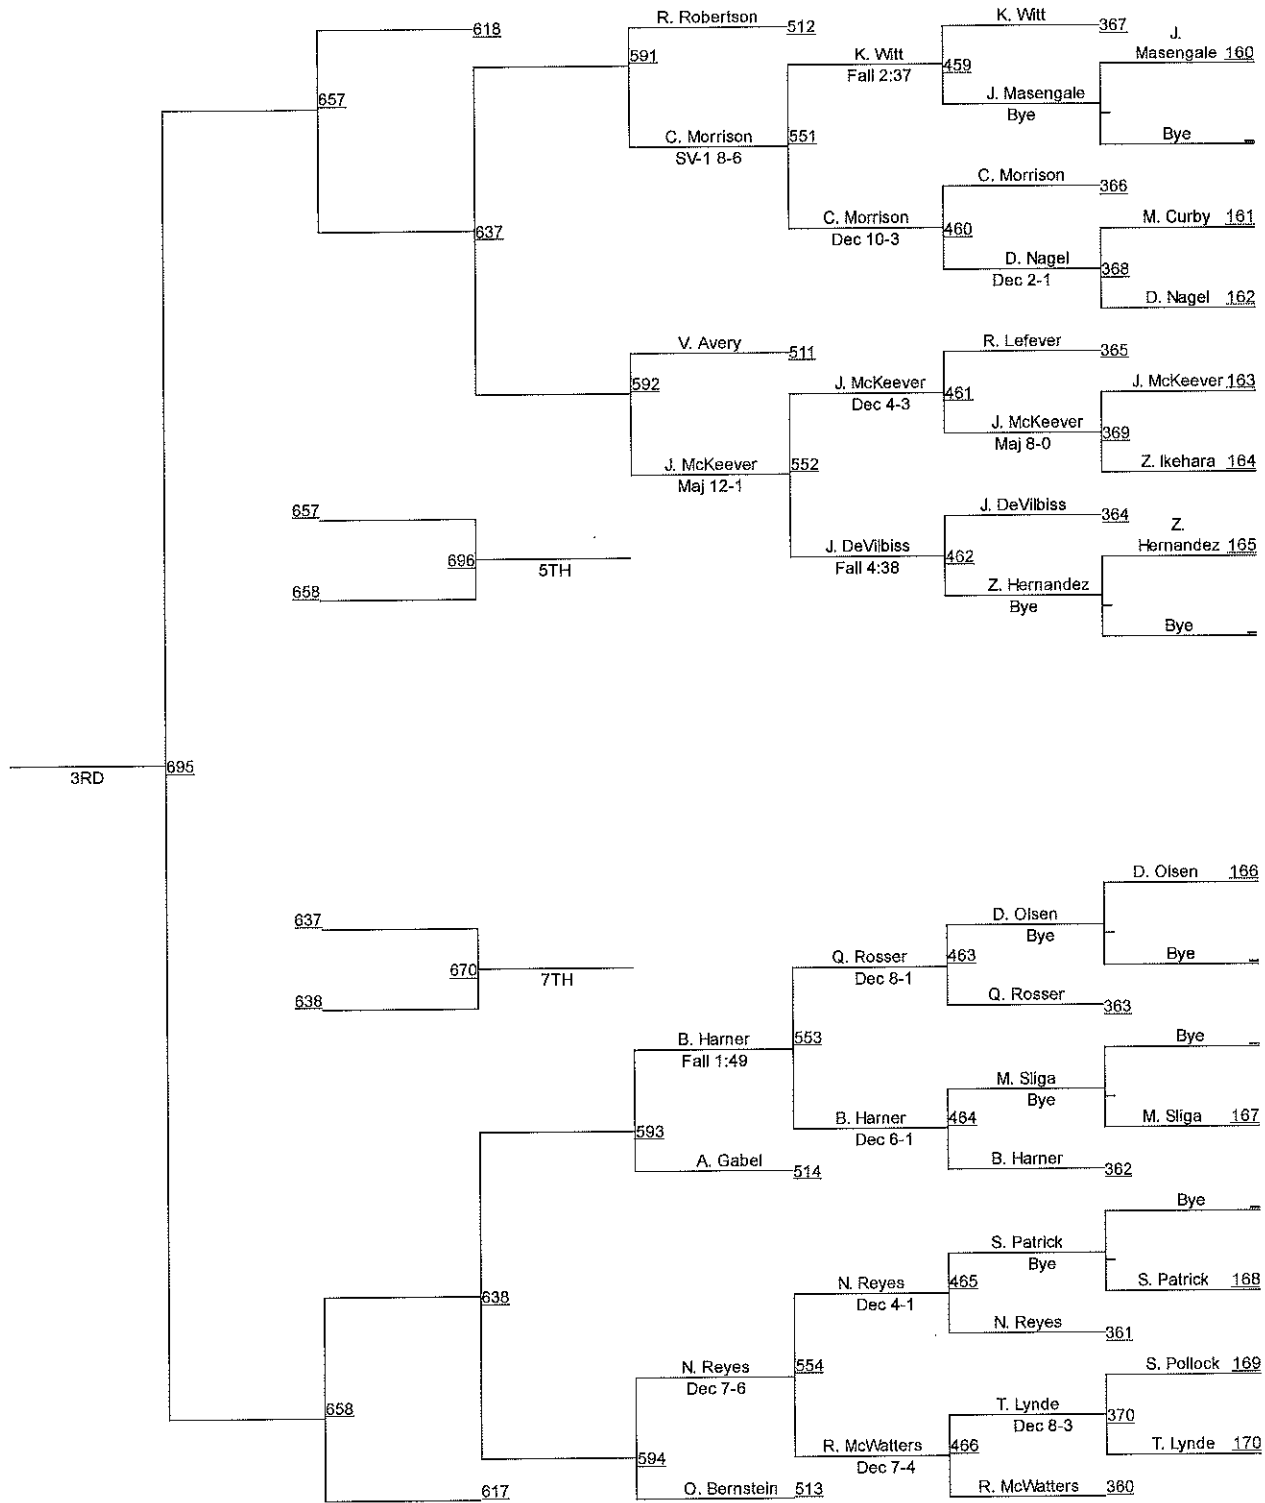 K. Witt
367
J.
Masengale 160
R. Robertson
512
618
K. Witt
Fall 2:37
459
591
J. Masengale
Bye
657
Bye
C. Morrison
SV-1 8-6
551
C. Morrison
366
C. Morrison
Dec 10-3
460
M. Curby 161
637
D. Nagel
Dec 2-1
368
D. Nagel 162
V. Avery
511
R. Lefever
365
592
J. McKeever
Dec 4-3
461
J. McKeever 163
J. McKeever
Maj 8-0
369
J. McKeever
Maj 12-1
552
Z. Ikehara 164
657
J. DeVilbiss
364
Z.
Hernandez 165
696
5TH
J. DeVilbiss
Fall 4:38
462
658
Z. Hernandez
Bye
Bye
3RD
695
D. Olsen 166
637
D. Olsen
Bye
Q. Rosser
Dec 8-1
463
Bye
670
7TH
638
Q. Rosser
363
B. Harner
Fall 1:49
553
Bye
M. Sliga
Bye
593
B. Harner
Dec 6-1
464
M. Sliga 167
A. Gabel
514
B. Harner
362
Bye
S. Patrick
Bye
638
N. Reyes
Dec 4-1
465
S. Patrick 168
N. Reyes
361
N. Reyes
Dec 7-6
554
S. Pollock 169
658
T. Lynde
Dec 8-3
370
594
R. McWatters
Dec 7-4
466
T. Lynde 170
617
O. Bernstein
513
R. McWatters
360